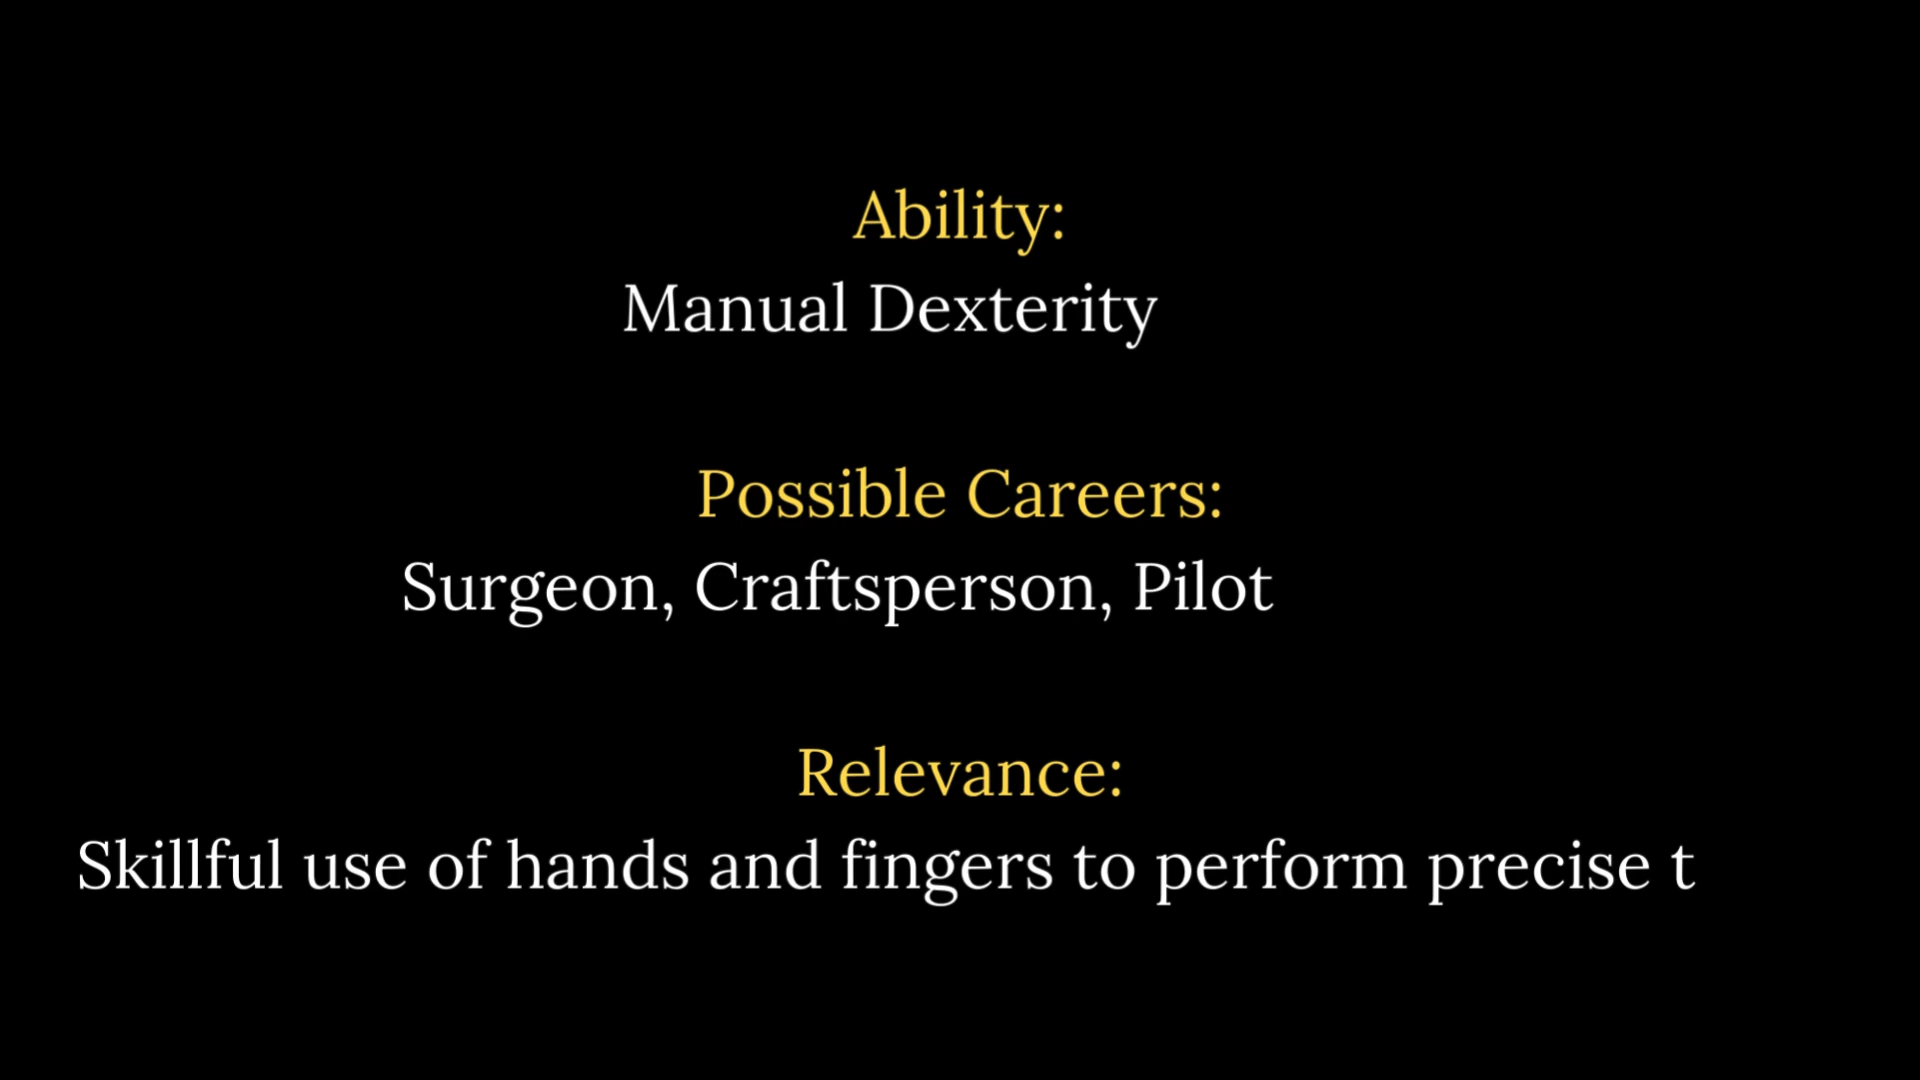 Ability:
Manual Dexterity
Possible Careers:
Surgeon, Craftsperson, Pilot
Relevance:
Skillful use of hands and fingers to perform precise t